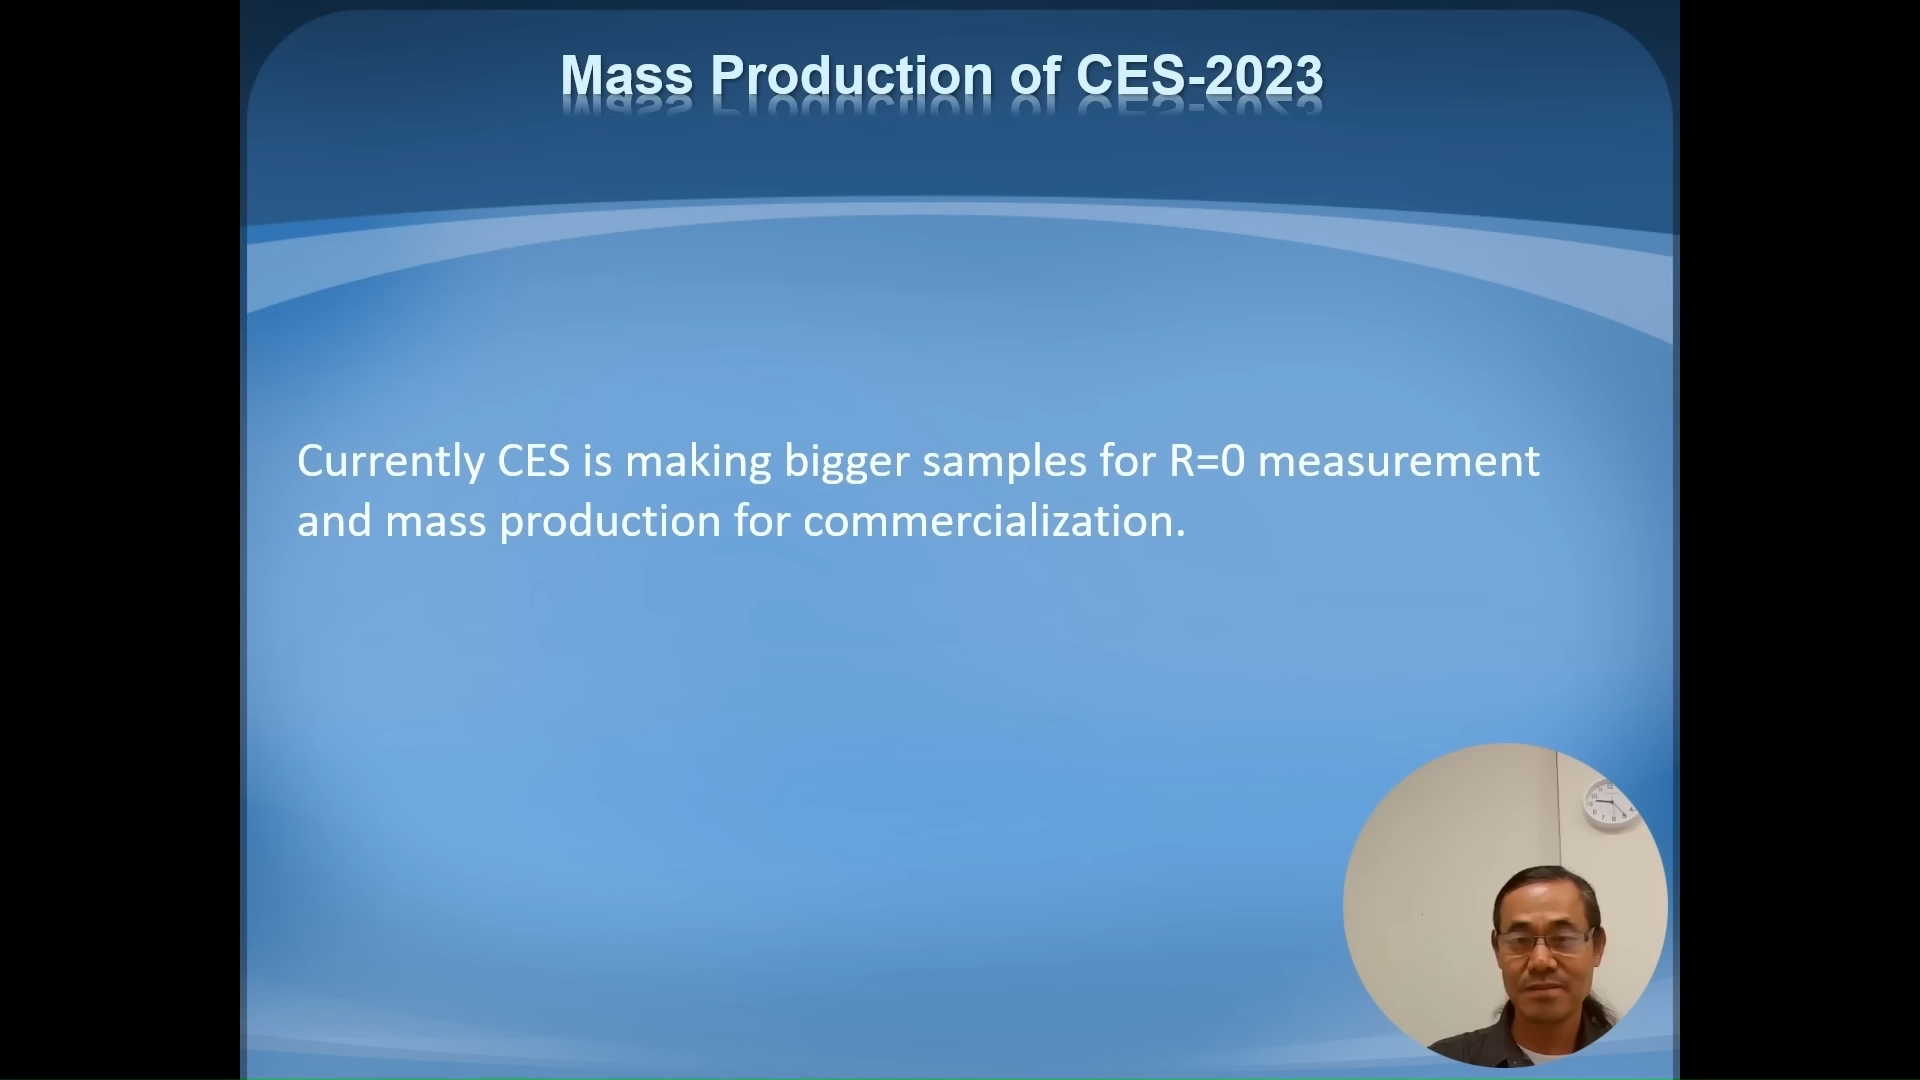 Mass Production of CES-2023
Currently CES is making bigger samples for R=0 measurement
and mass production for commercialization.